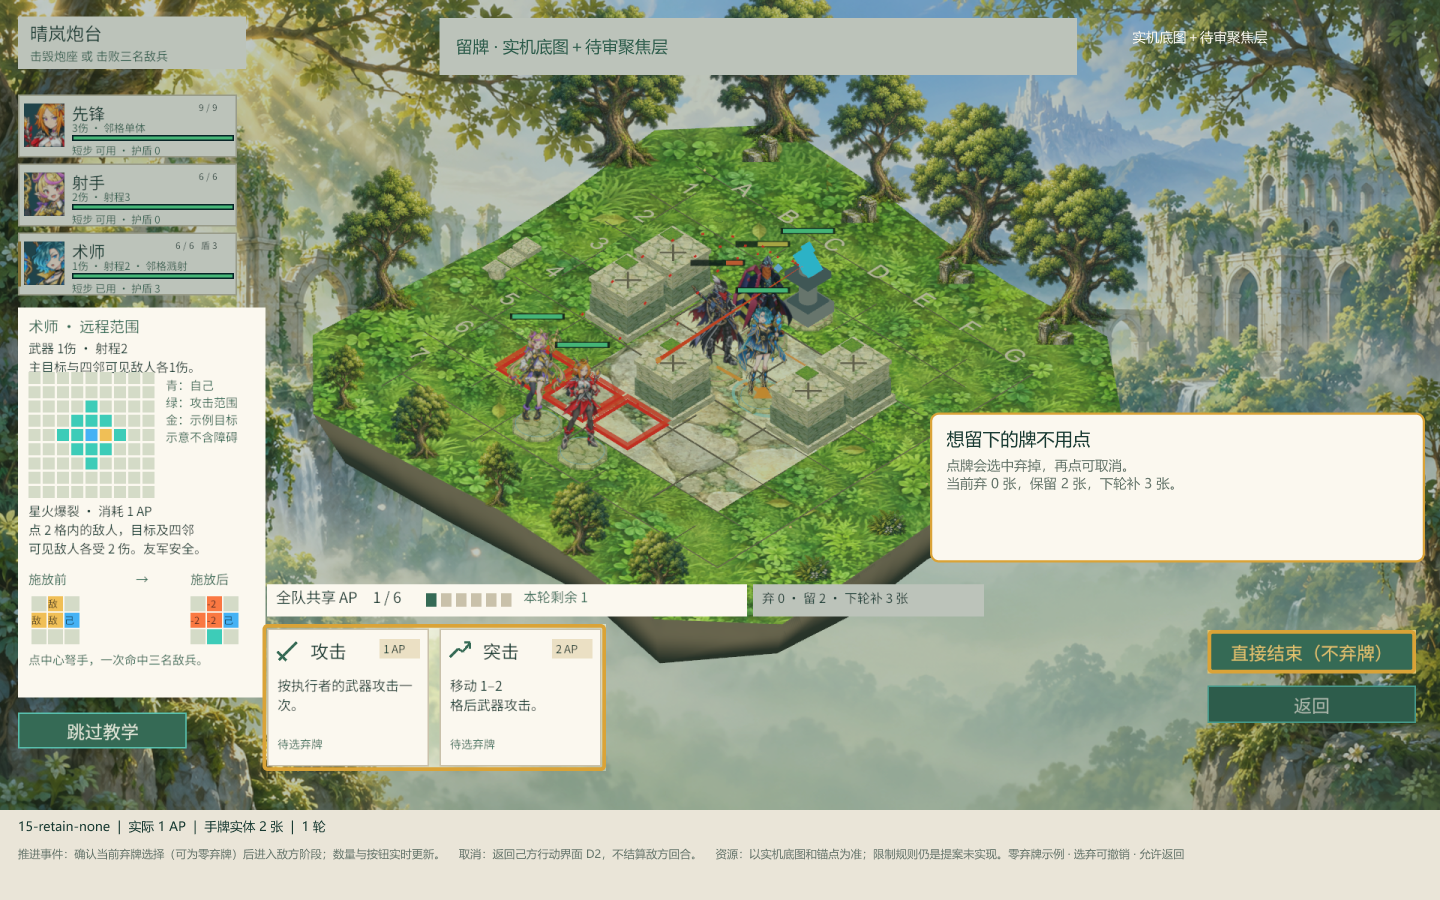 晴岚炮台
击毁炮座 或 击败三名敌兵
留牌 · 实机底图 + 待审聚焦层
实机底图 + 待审聚焦层
先锋
9 / 9
3伤 · 邻格单体
短步 可用 · 护盾 0
射手
6 / 6
2伤 · 射程3
短步 可用 · 护盾 0
术师
6 / 6 盾 3
1伤 · 射程2 · 邻格溅射
短步 已用 · 护盾 3
术师 · 远程范围
武器 1伤 · 射程2
主目标与四邻可见敌人各1伤。
青：自己
绿：攻击范围
金：示例目标
示意不含障碍
星火爆裂 · 消耗 1 AP
点 2 格内的敌人，目标及四邻
可见敌人各受 2 伤。友军安全。
施放前 → 施放后
敌
敌 敌 己
-2
-2 -2 己
点中心弩手，一次命中三名敌兵。
跳过教学
想留下的牌不用点
点牌会选中弃掉，再点可取消。
当前弃 0 张，保留 2 张，下轮补 3 张。
全队共享 AP 1 / 6 本轮剩余 1
弃 0 · 留 2 · 下轮补 3 张
攻击 1 AP
按执行者的武器攻击一
次。
待选弃牌
突击 2 AP
移动 1–2
格后武器攻击。
待选弃牌
直接结束（不弃牌）
返回
15-retain-none | 实际 1 AP | 手牌实体 2 张 | 1 轮
推进事件：确认当前弃牌选择（可为零弃牌）后进入敌方阶段；数量与按钮实时更新。 取消：返回己方行动界面 D2，不结算敌方回合。 资源：以实机底图和锚点为准；限制规则仍是提案未实现。零弃牌示例 · 选弃可撤销 · 允许返回